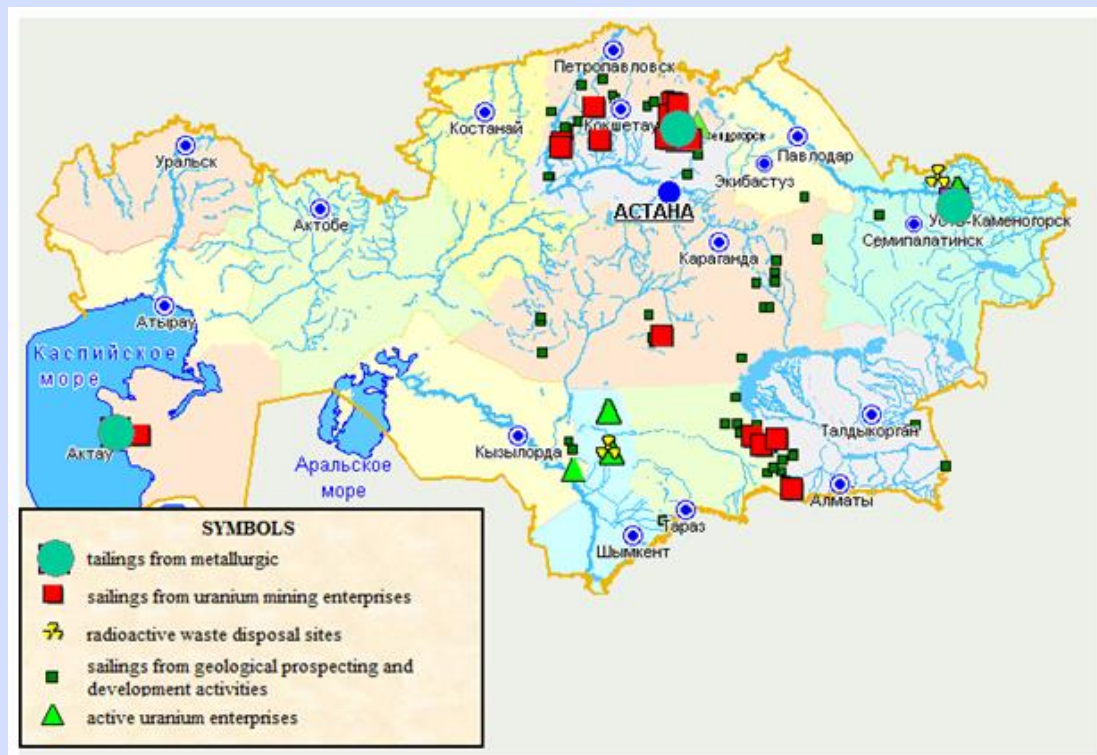 Петропавловск
Кокшетау
Костанай
Уральск
Павлодар
Экибастуз
АСТАНА
Актобе
Усть-Каменогорск
Семипалатинск
Караганда
Атырау
Каспийское
море
Талдыкорган
Актау
Кызылорда
Аральское
море
Алматы
Тараз
Шымкент
SYMBOLS
tailings from metallurgic
sailings from uranium mining enterprises
radioactive waste disposal sites
sailings from geological prospecting and
development activities
active uranium enterprises